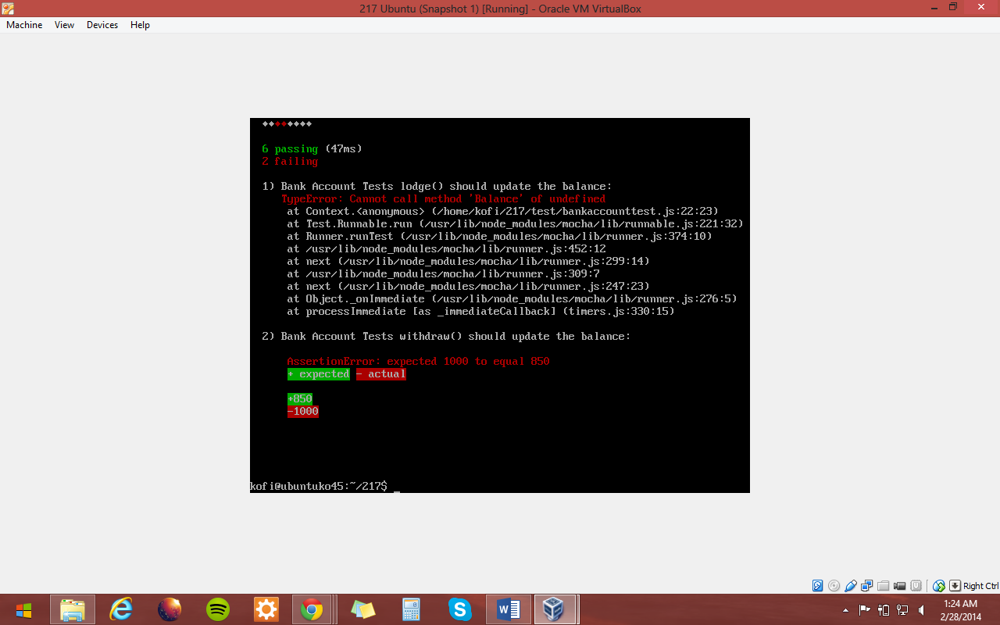 217 Ubuntu (Snapshot 1) [Running] - Oracle VM VirtualBox
Machine View Devices Help
6 passing (47ms)
2 failing
1) Bank Account Tests lodge() should update the balance:
TypeError: Cannot call method 'Balance' of undefined
at Context.<anonymous> (/home/kofi/217/test/bankaccounttest.js:22:23)
at Test.Runnable.run (/usr/lib/node_modules/mocha/lib/runnable.js:221:32)
at Runner.runTest (/usr/lib/node_modules/mocha/lib/runner.js:374:10)
at /usr/lib/node_modules/mocha/lib/runner.js:452:12
at next (/usr/lib/node_modules/mocha/lib/runner.js:299:14)
at /usr/lib/node_modules/mocha/lib/runner.js:309:7
at next (/usr/lib/node_modules/mocha/lib/runner.js:247:23)
at Object._onImmediate (/usr/lib/node_modules/mocha/lib/runner.js:276:5)
at processImmediate [as _immediateCallback] (timers.js:330:15)
2) Bank Account Tests withdraw() should update the balance:
AssertionError: expected 1000 to equal 850
+ expected - actual
+850
-1000
kofi@ubuntuko45:~/217$ _
Right Ctrl
1:24 AM
2/28/2014